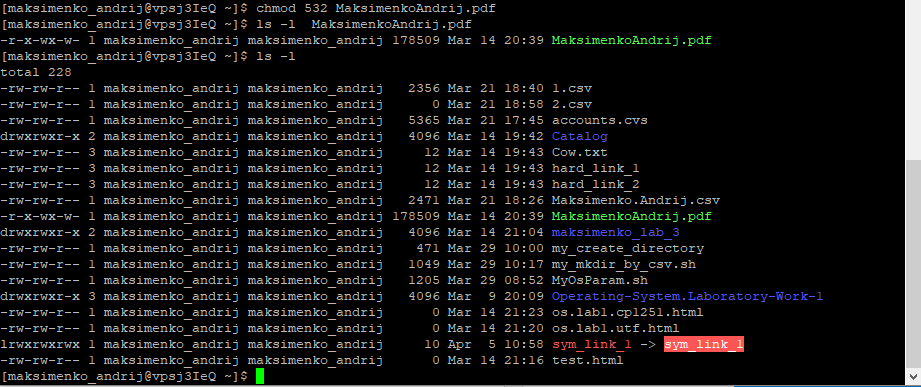 [maksimenko_andrij@vpsj3IeQ ~]$ chmod 532 MaksimenkoAndrij.pdf
[maksimenko_andrij@vpsj3IeQ ~]$ ls -l  MaksimenkoAndrij.pdf
-r-x-wx-w- 1 maksimenko_andrij maksimenko_andrij 178509 Mar 14 20:39 MaksimenkoAndrij.pdf
[maksimenko_andrij@vpsj3IeQ ~]$ ls -l
total 228
-rw-rw-r-- 1 maksimenko_andrij maksimenko_andrij   2356 Mar 21 18:40 1.csv
-rw-rw-r-- 1 maksimenko_andrij maksimenko_andrij      0 Mar 21 18:58 2.csv
-rw-rw-r-- 1 maksimenko_andrij maksimenko_andrij   5365 Mar 21 17:45 accounts.cvs
drwxrwxr-x 2 maksimenko_andrij maksimenko_andrij   4096 Mar 14 19:42 Catalog
-rw-rw-r-- 3 maksimenko_andrij maksimenko_andrij     12 Mar 14 19:43 Cow.txt
-rw-rw-r-- 3 maksimenko_andrij maksimenko_andrij     12 Mar 14 19:43 hard_link_1
-rw-rw-r-- 3 maksimenko_andrij maksimenko_andrij     12 Mar 14 19:43 hard_link_2
-rw-rw-r-- 1 maksimenko_andrij maksimenko_andrij   2471 Mar 21 18:26 Maksimenko.Andrij.csv
-r-x-wx-w- 1 maksimenko_andrij maksimenko_andrij 178509 Mar 14 20:39 MaksimenkoAndrij.pdf
drwxrwxr-x 2 maksimenko_andrij maksimenko_andrij   4096 Mar 14 21:04 maksimenko_lab_3
-rw-rw-r-- 1 maksimenko_andrij maksimenko_andrij    471 Mar 29 10:00 my_create_directory
-rw-rw-r-- 1 maksimenko_andrij maksimenko_andrij   1049 Mar 29 10:17 my_mkdir_by_csv.sh
-rw-rw-r-- 1 maksimenko_andrij maksimenko_andrij   1205 Mar 29 08:52 MyOsParam.sh
drwxrwxr-x 3 maksimenko_andrij maksimenko_andrij   4096 Mar  9 20:09 Operating-System.Laboratory-Work-1
-rw-rw-r-- 1 maksimenko_andrij maksimenko_andrij      0 Mar 14 21:23 os.lab1.cp1251.html
-rw-rw-r-- 1 maksimenko_andrij maksimenko_andrij      0 Mar 14 21:20 os.lab1.utf.html
lrwxrwxrwx 1 maksimenko_andrij maksimenko_andrij     10 Apr  5 10:58 sym_link_1 -> sym_link_1
-rw-rw-r-- 1 maksimenko_andrij maksimenko_andrij      0 Mar 14 21:16 test.html
[maksimenko_andrij@vpsj3IeQ ~]$